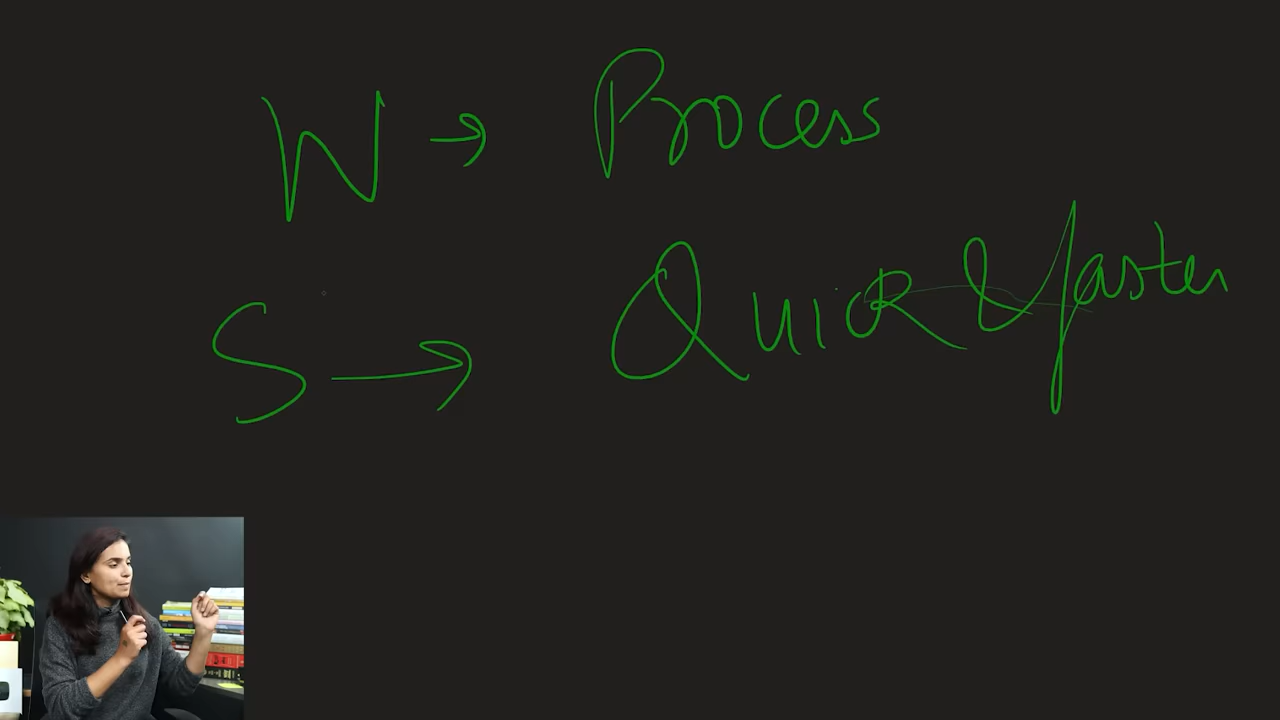 W → Process
S → Quick & faster